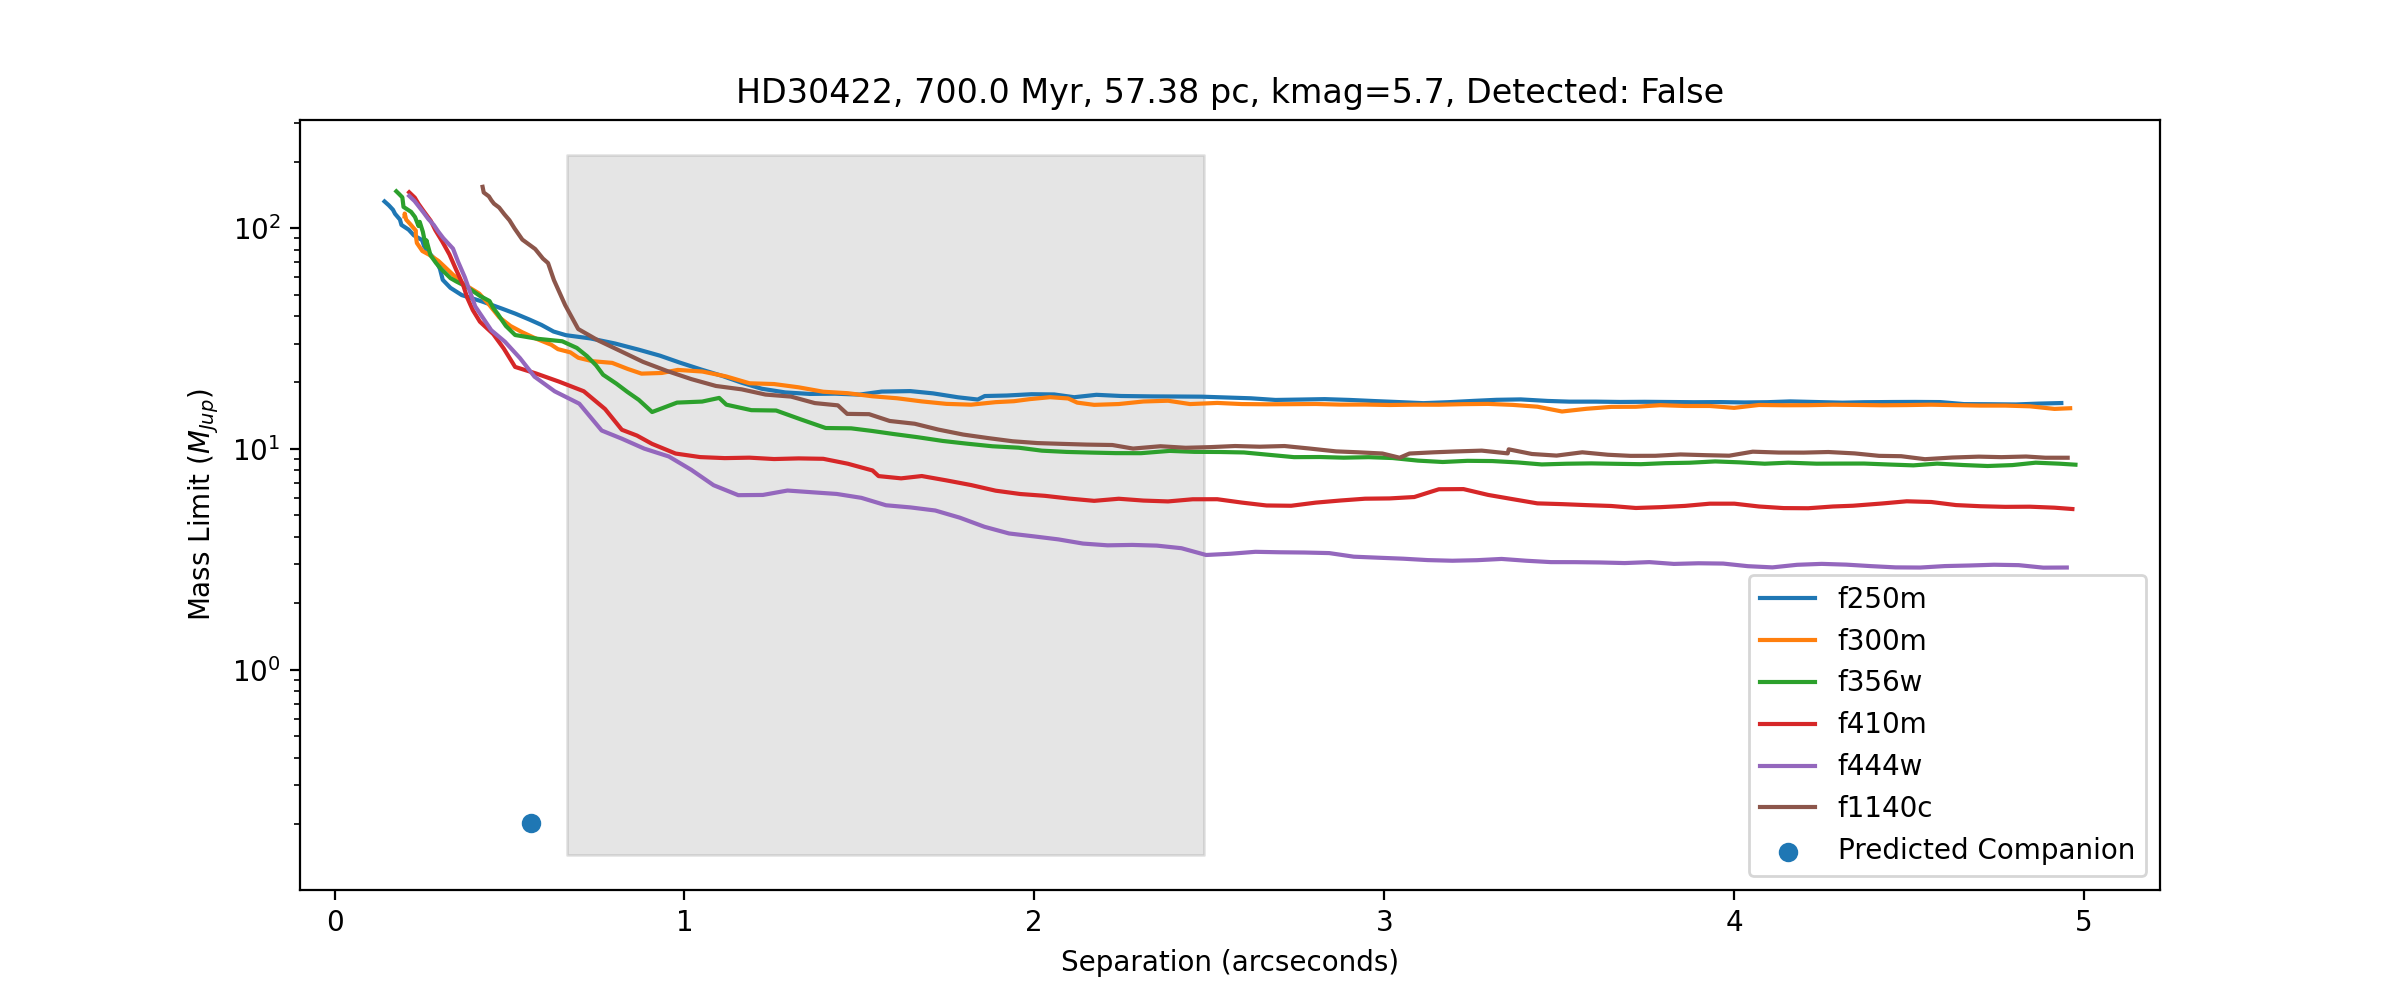 HD30422, 700.0 Myr, 57.38 pc, kmag=5.7, Detected: False
Mass Limit (M_Jup)
10²
10¹
10⁰
f250m
f300m
f356w
f410m
f444w
f1140c
Predicted Companion
0 1 2 3 4 5
Separation (arcseconds)